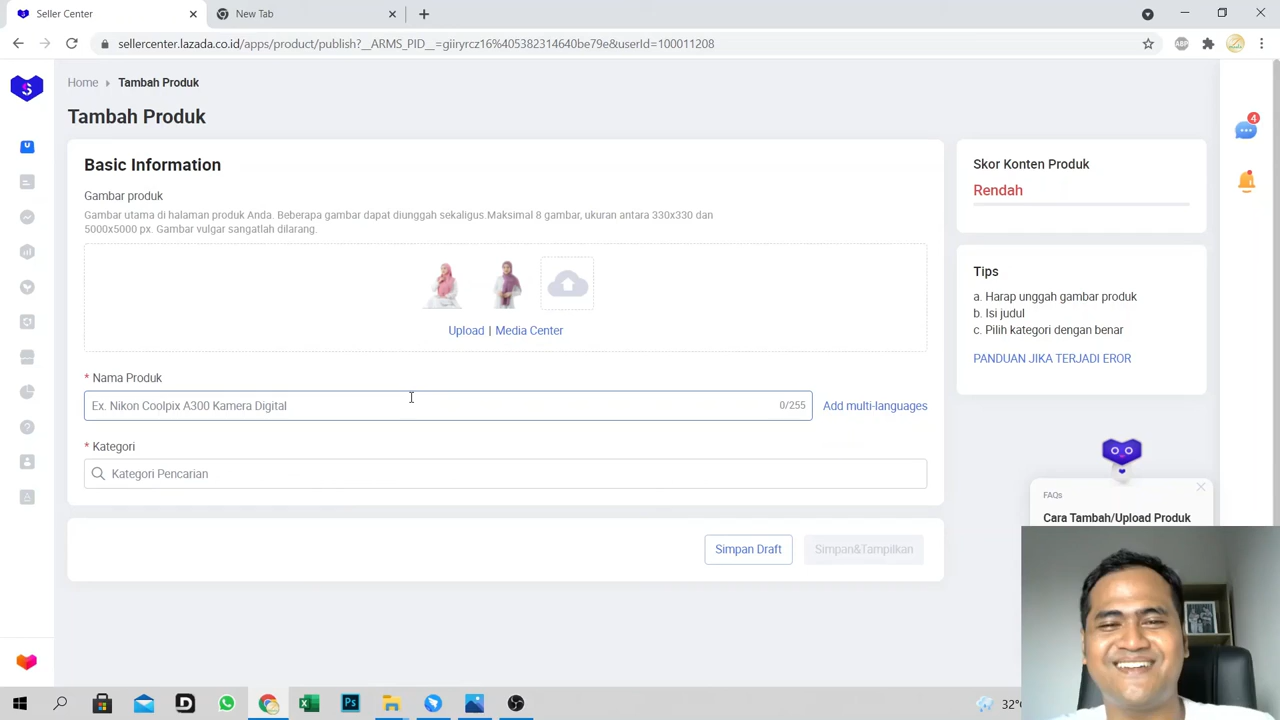 Seller Center
New Tab
sellercenter.lazada.co.id/apps/product/publish?__ARMS_PID__=giiryrcz16%405382314640be79e&userId=100011208
ABP
Home
Tambah Produk
4
Tambah Produk
Basic Information
Gambar produk
Gambar utama di halaman produk Anda. Beberapa gambar dapat diunggah sekaligus.Maksimal 8 gambar, ukuran antara 330x330 dan
5000x5000 px. Gambar vulgar sangatlah dilarang.
Upload | Media Center
* Nama Produk
Ex. Nikon Coolpix A300 Kamera Digital
0/255
Add multi-languages
* Kategori
Kategori Pencarian
Simpan Draft
Simpan&Tampilkan
Skor Konten Produk
Rendah
Tips
a. Harap unggah gambar produk
b. Isi judul
c. Pilih kategori dengan benar
PANDUAN JIKA TERJADI EROR
FAQs
Cara Tambah/Upload Produk
32°